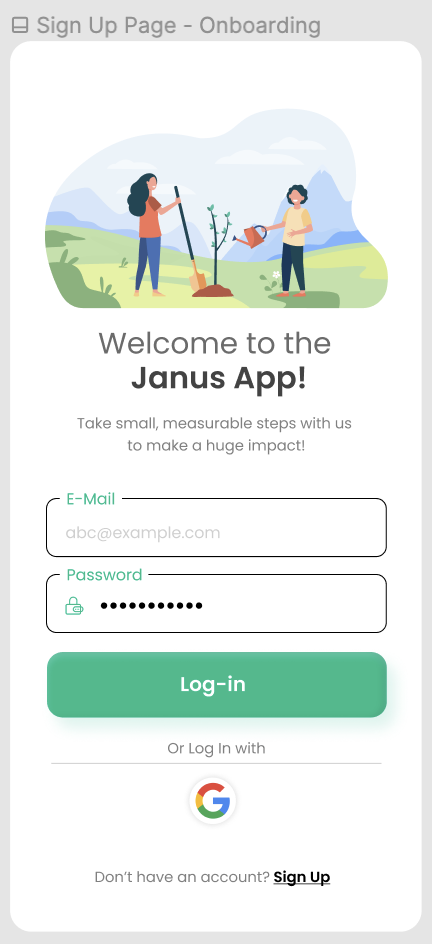 Sign Up Page - Onboarding
Welcome to the
Janus App!
Take small, measurable steps with us
to make a huge impact!
E-Mail
abc@example.com
Password
•••••••••••
Log-in
Or Log In with
Don't have an account? Sign Up